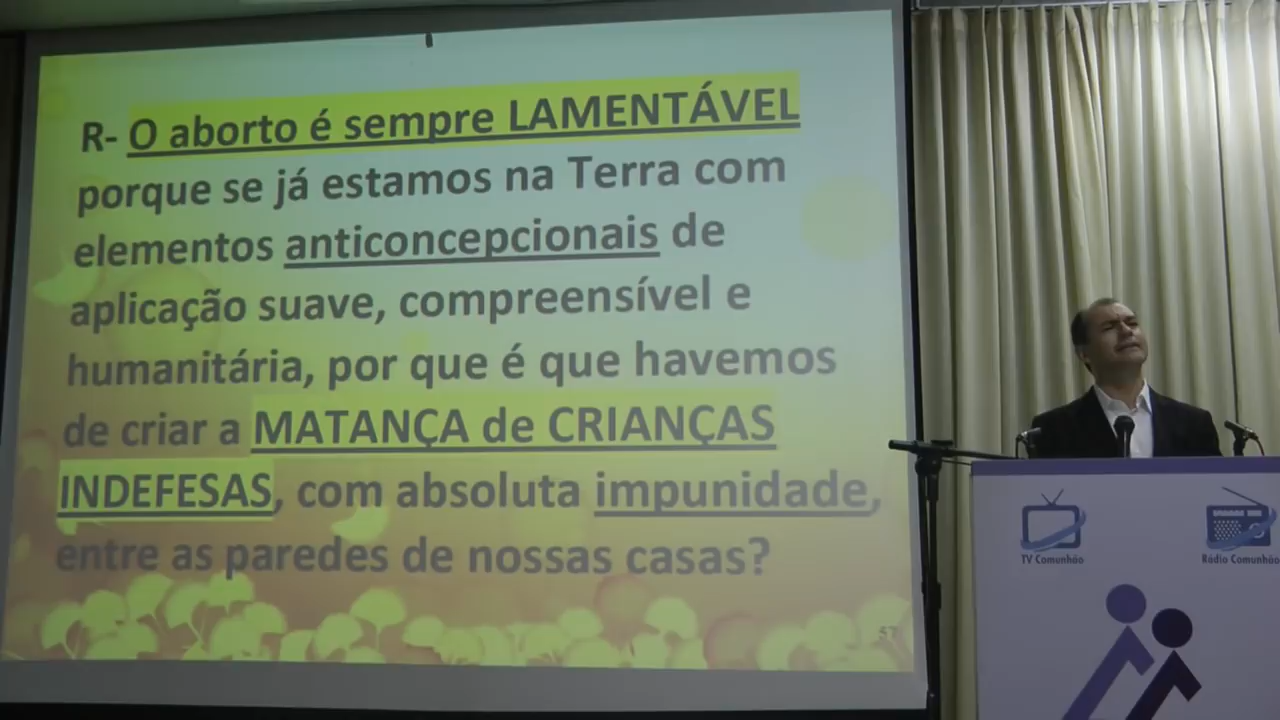 R- O aborto é sempre LAMENTÁVEL
porque se já estamos na Terra com
elementos anticoncepcionais de
aplicação suave, compreensível e
humanitária, por que é que havemos
de criar a MATANÇA de CRIANÇAS
INDEFESAS, com absoluta impunidade,
entre as paredes de nossas casas?
57
TV Comunhão
Rádio Comunhão